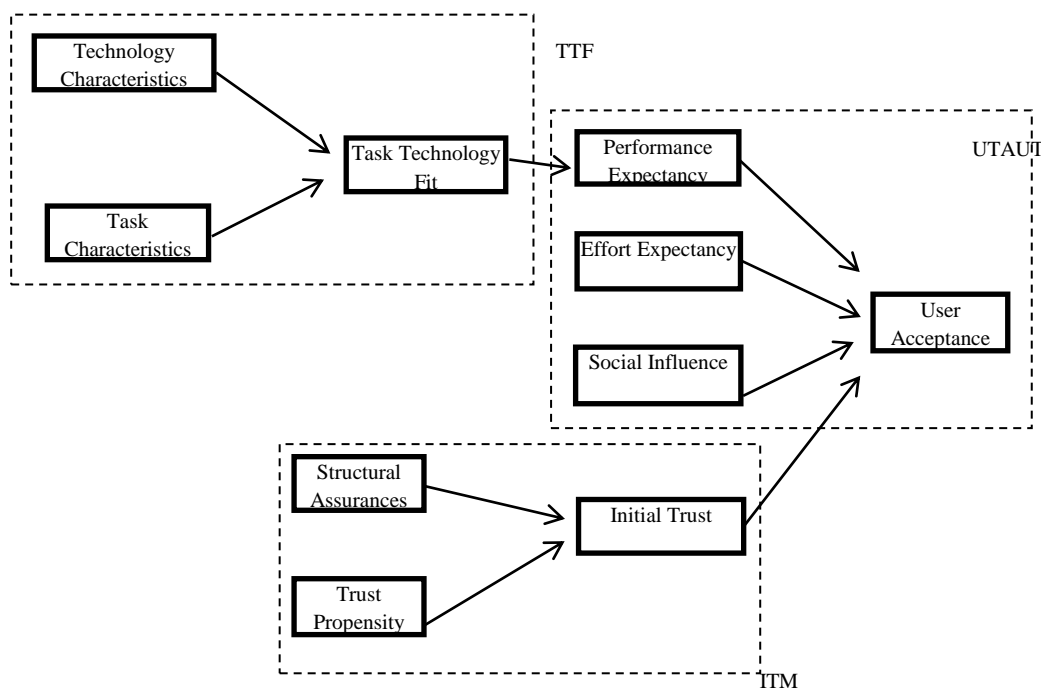 Technology
Characteristics
TTF
Task Technology
Fit
Task
Characteristics
Performance
Expectancy
UTAUT
Effort Expectancy
User
Acceptance
Social Influence
Structural
Assurances
Initial Trust
Trust
Propensity
ITM